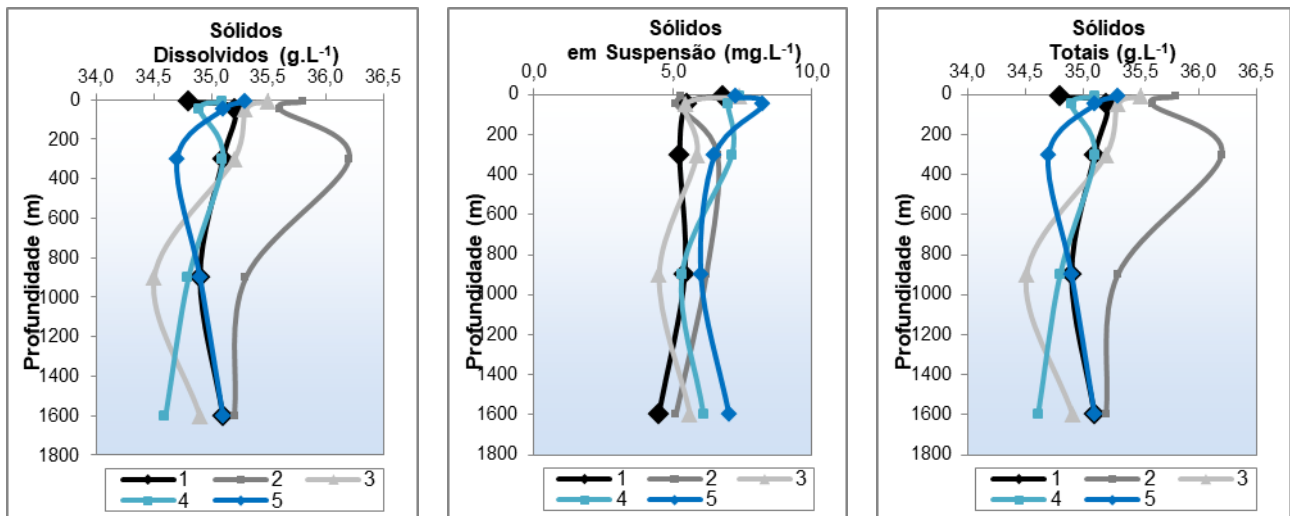 Sólidos
Dissolvidos (g.L⁻¹)
34,0 34,5 35,0 35,5 36,0 36,5
0
200
400
600
800
1000
1200
1400
1600
1800
Profundidade (m)
1 2 3
4 5
Sólidos
em Suspensão (mg.L⁻¹)
0,0 5,0 10,0
0
200
400
600
800
1000
1200
1400
1600
1800
Profundidade (m)
1 2 3
4 5
Sólidos
Totais (g.L⁻¹)
34,0 34,5 35,0 35,5 36,0 36,5
0
200
400
600
800
1000
1200
1400
1600
1800
Profundidade (m)
1 2 3
4 5